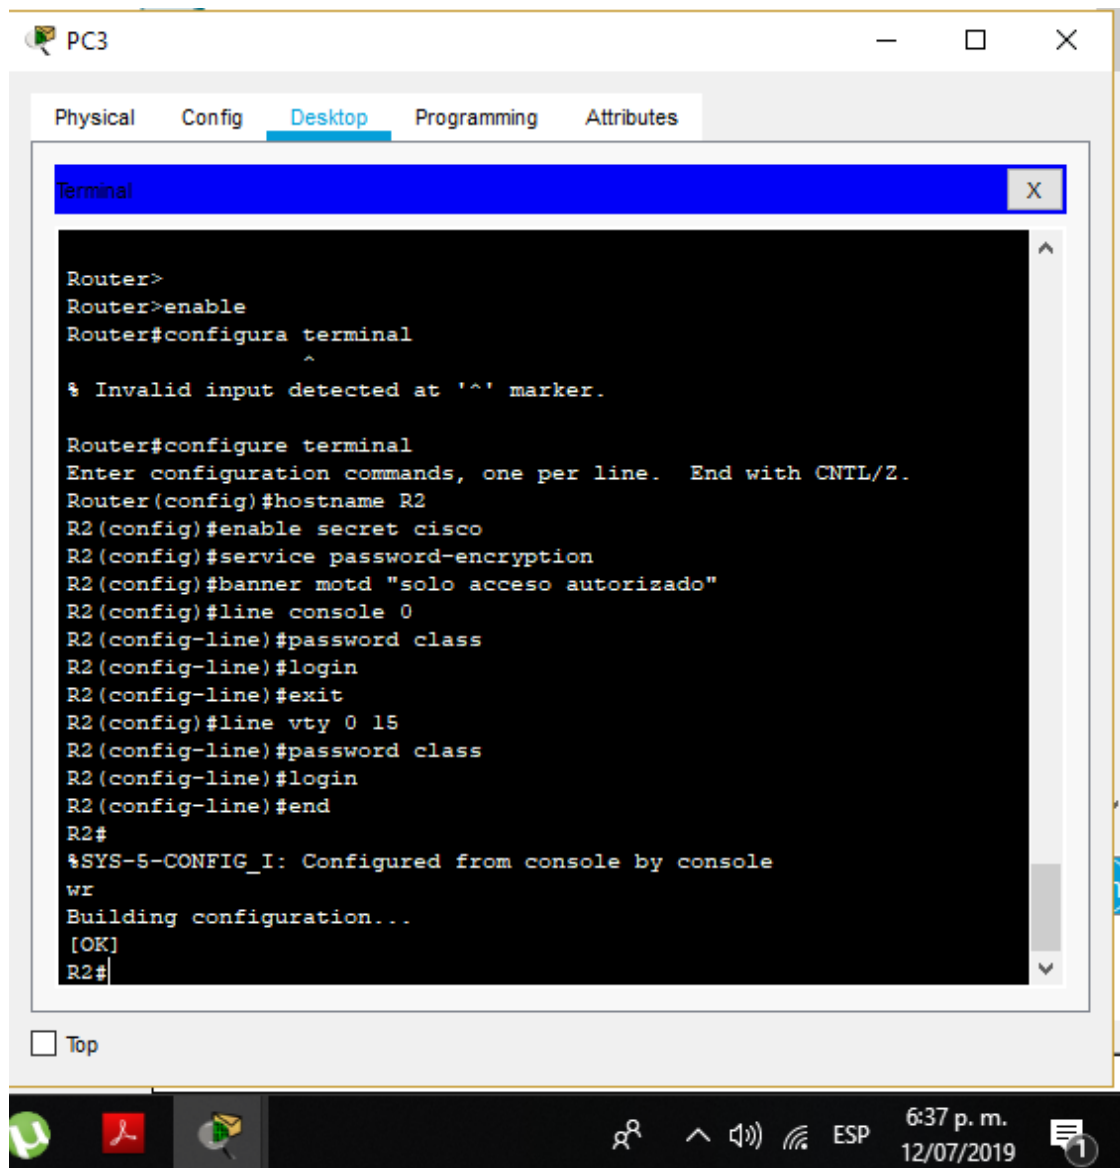 PC3
Physical Config Desktop Programming Attributes
Terminal
X
Router>
Router>enable
Router#configura terminal
^
% Invalid input detected at '^' marker.
Router#configure terminal
Enter configuration commands, one per line.  End with CNTL/Z.
Router(config)#hostname R2
R2(config)#enable secret cisco
R2(config)#service password-encryption
R2(config)#banner motd "solo acceso autorizado"
R2(config)#line console 0
R2(config-line)#password class
R2(config-line)#login
R2(config-line)#exit
R2(config)#line vty 0 15
R2(config-line)#password class
R2(config-line)#login
R2(config-line)#end
R2#
%SYS-5-CONFIG_I: Configured from console by console
wr
Building configuration...
[OK]
R2#
Top
ESP
6:37 p. m.
12/07/2019
1